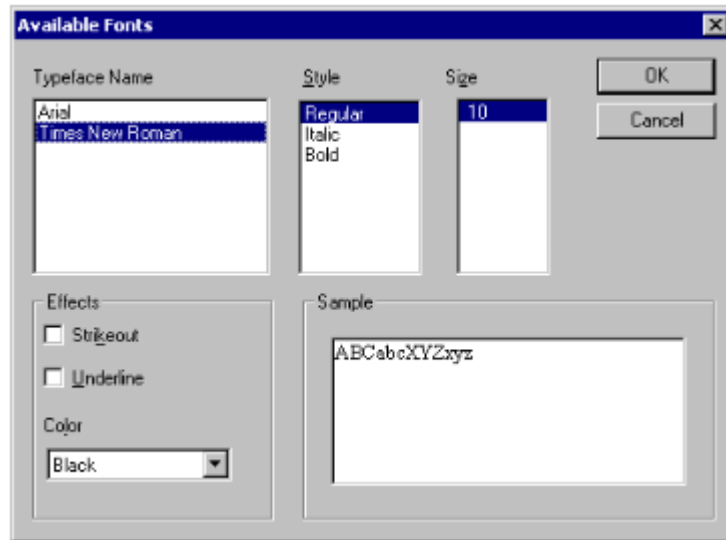 Available Fonts
Typeface Name
Style
Size
OK
Cancel
Arial
Times New Roman
Regular
Italic
Bold
10
Effects
Strikeout
Underline
Color
Black
Sample
ABCabcXYZxyz